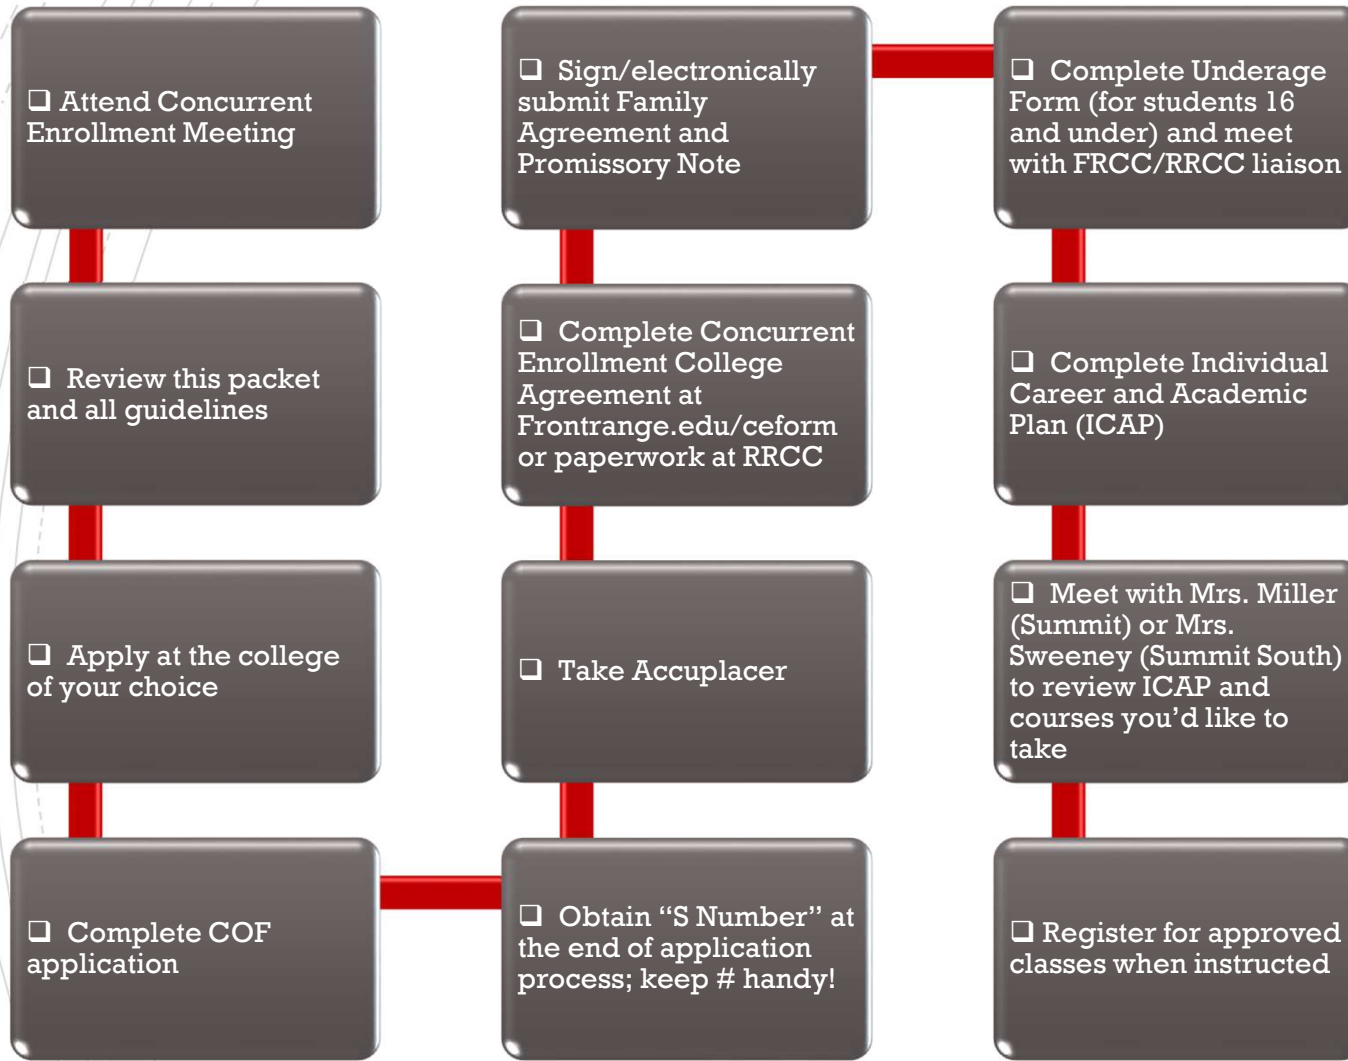 ❑ Attend Concurrent
Enrollment Meeting
❑ Review this packet
and all guidelines
❑ Apply at the college
of your choice
❑ Complete COF
application
❑ Obtain “S Number” at
the end of application
process; keep # handy!
❑ Take Accuplacer
❑ Complete Concurrent
Enrollment College
Agreement at
Frontrange.edu/ceform
or paperwork at RRCC
❑ Sign/electronically
submit Family
Agreement and
Promissory Note
❑ Complete Underage
Form (for students 16
and under) and meet
with FRCC/RRCC liaison
❑ Complete Individual
Career and Academic
Plan (ICAP)
❑ Meet with Mrs. Miller
(Summit) or Mrs.
Sweeney (Summit South)
to review ICAP and
courses you’d like to
take
❑ Register for approved
classes when instructed